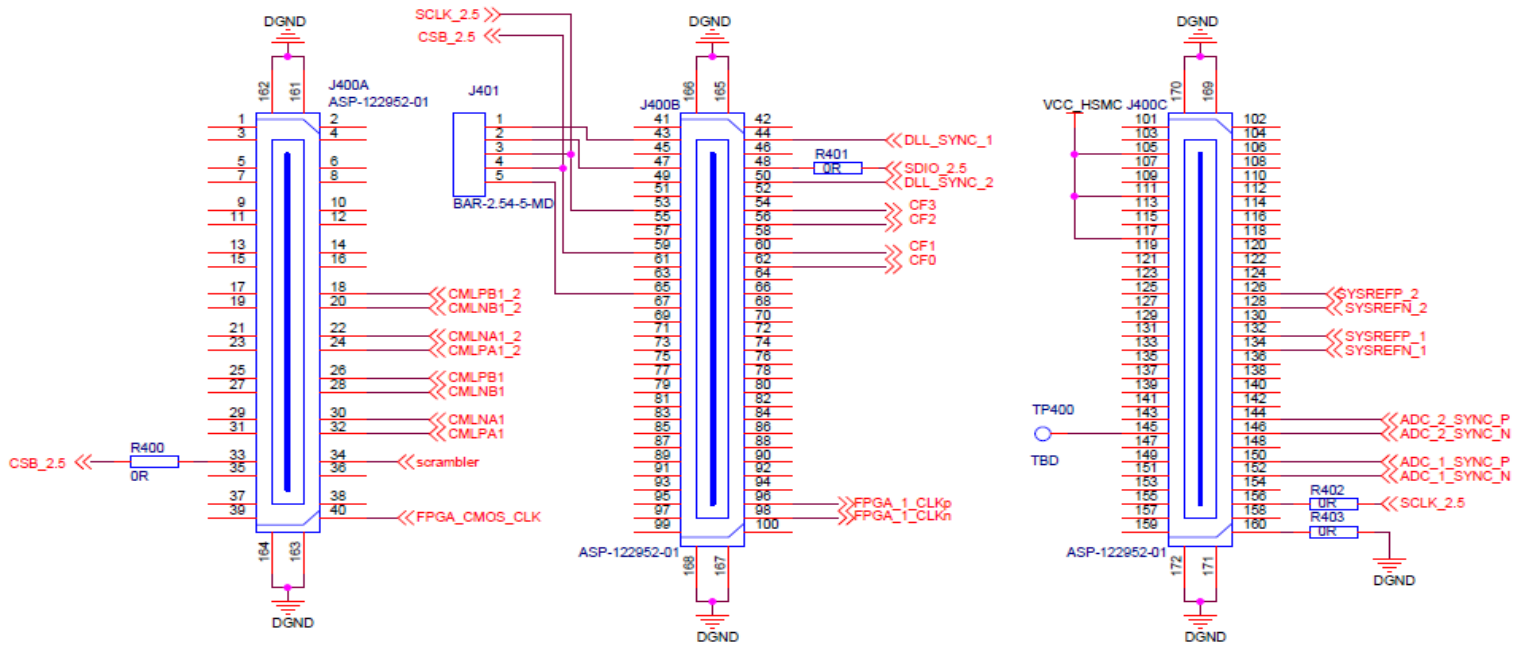 SCLK_2.5
CSB_2.5
DGND
162
161
J400A
ASP-122952-01
1 2
3 4
5 6
7 8
9 10
11 12
13 14
15 16
17 18 CMLPB1_2
19 20 CMLNB1_2
21 22 CMLNA1_2
23 24 CMLPA1_2
25 26 CMLPB1
27 28 CMLNB1
29 30 CMLNA1
31 32 CMLPA1
CSB_2.5 R400 0R 33 34 scrambler
35 36
37 38
39 40 FPGA_CMOS_CLK
164
163
DGND
J401
1
2
3
4
5
BAR-2.54-5-MD
DGND
166
165
J400B
41 42
43 44 DLL_SYNC_1
45 46
47 48 R401 0R SDIO_2.5
49 50 DLL_SYNC_2
51 52
53 54 CF3
55 56 CF2
57 58
59 60 CF1
61 62 CF0
63 64
65 66
67 68
69 70
71 72
73 74
75 76
77 78
79 80
81 82
83 84
85 86
87 88
89 90
91 92
93 94
95 96 FPGA_1_CLKp
97 98 FPGA_1_CLKn
99 100
ASP-122952-01
168
167
DGND
DGND
170
169
VCC_HSMC J400C
101 102
103 104
105 106
107 108
109 110
111 112
113 114
115 116
117 118
119 120
121 122
123 124
125 126 SYSREFP_2
127 128 SYSREFN_2
129 130
131 132 SYSREFP_1
133 134 SYSREFN_1
135 136
137 138
139 140
141 142
TP400
143 144 ADC_2_SYNC_P
145 146 ADC_2_SYNC_N
TBD
147 148
149 150 ADC_1_SYNC_P
151 152 ADC_1_SYNC_N
153 154
155 156 R402 0R SCLK_2.5
157 158
159 160 R403 0R
DGND
ASP-122952-01
172
171
DGND